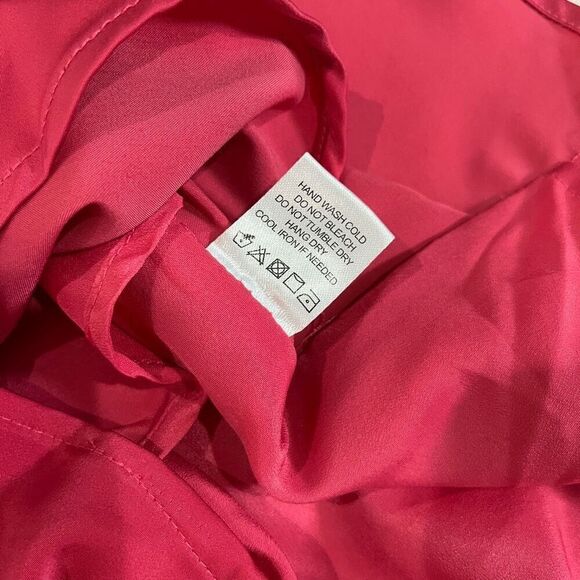 HAND WASH COLD
DO NOT BLEACH
DO NOT TUMBLE DRY
HANG DRY
COOL IRON IF NEEDED